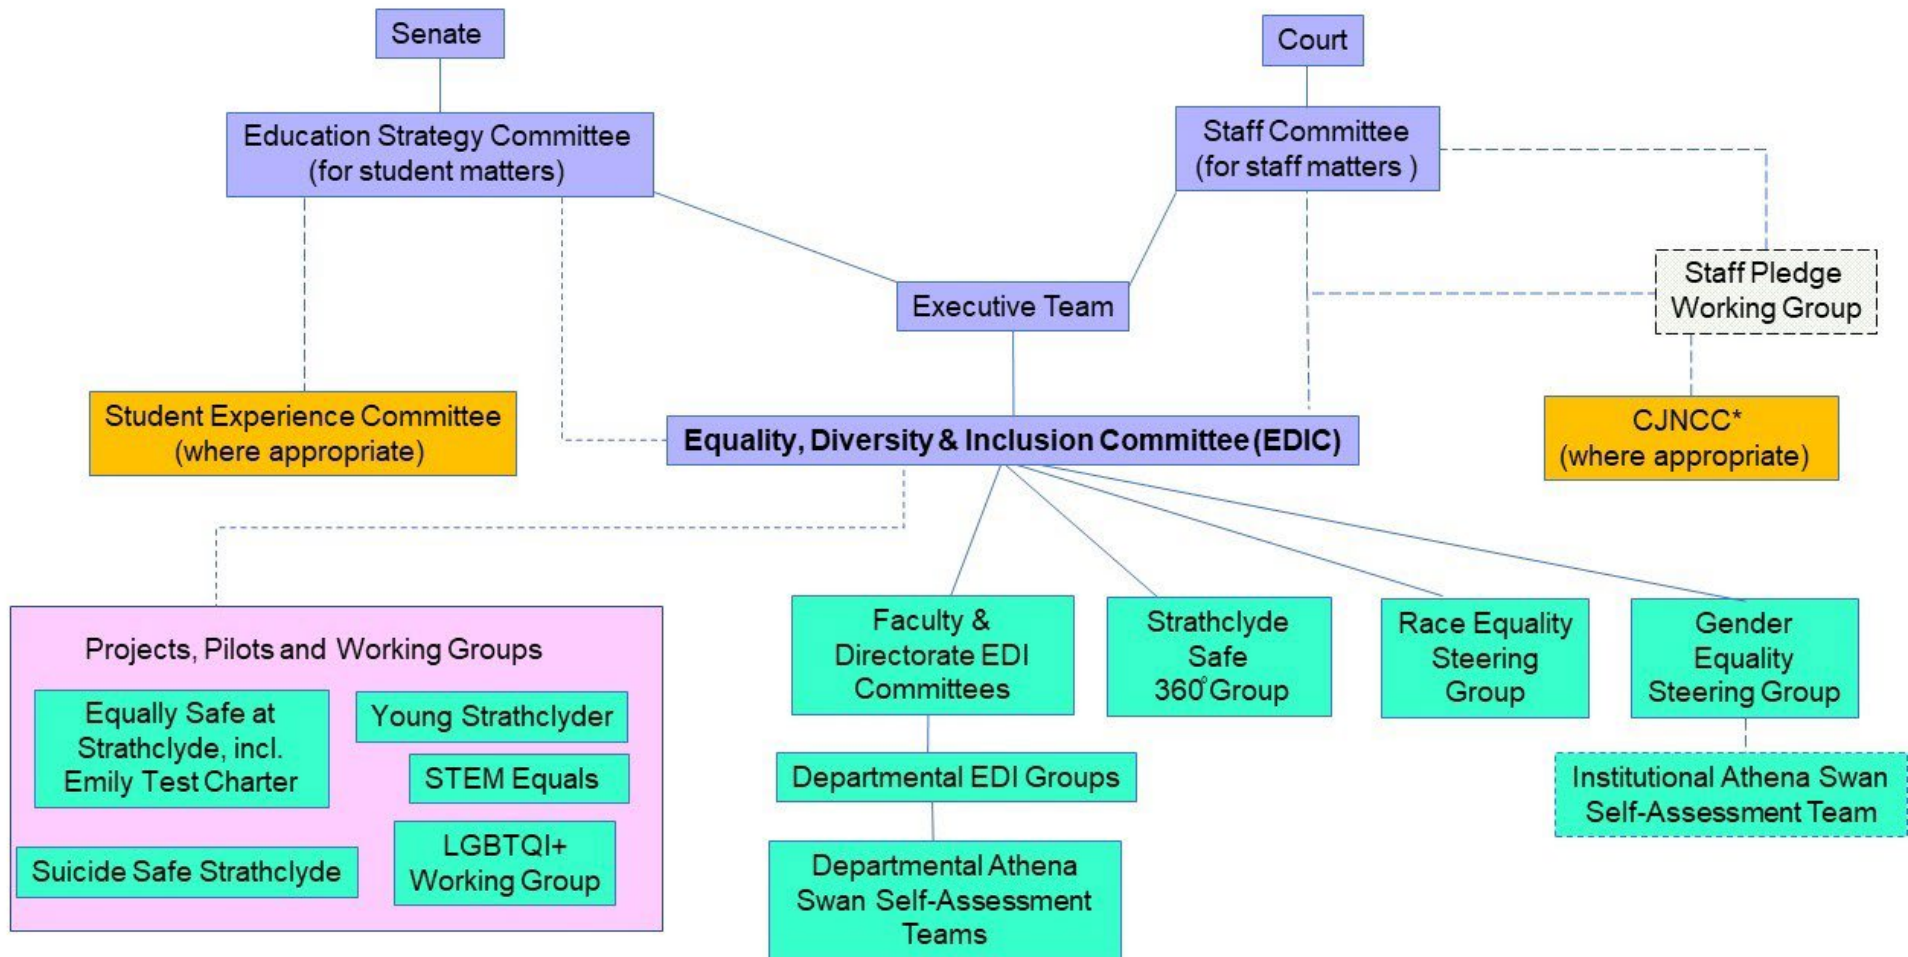 Senate
Court
Education Strategy Committee
(for student matters)
Staff Committee
(for staff matters )
Executive Team
Staff Pledge
Working Group
Student Experience Committee
(where appropriate)
Equality, Diversity & Inclusion Committee (EDIC)
CJNCC*
(where appropriate)
Projects, Pilots and Working Groups
Equally Safe at
Strathclyde, incl.
Emily Test Charter
Young Strathclyder
STEM Equals
Suicide Safe Strathclyde
LGBTQI+
Working Group
Faculty &
Directorate EDI
Committees
Strathclyde
Safe
360° Group
Race Equality
Steering
Group
Gender
Equality
Steering Group
Departmental EDI Groups
Institutional Athena Swan
Self-Assessment Team
Departmental Athena
Swan Self-Assessment
Teams